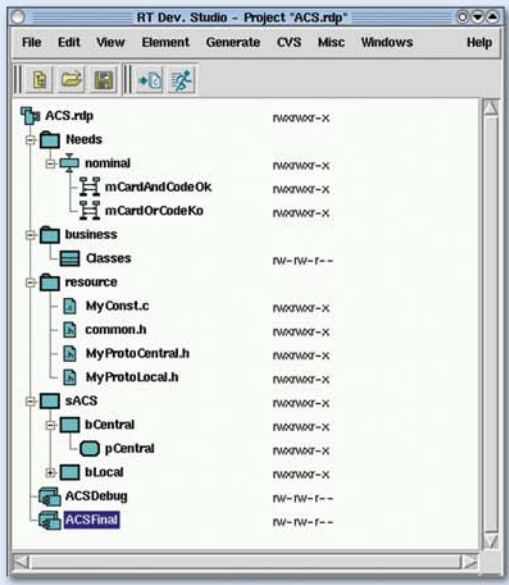 RT Dev. Studio - Project "ACS.rdp"
File Edit View Element Generate CVS Misc Windows Help
ACS.rdp rwxrwxr-x
Needs
nominal rwxrwxr-x
mCardAndCodeOk rwxrwxr-x
mCardOrCodeKo rwxrwxr-x
business
Classes rw-rw-r--
resource
MyConst.c rwxrwxr-x
common.h rwxrwxr-x
MyProtoCentral.h rwxrwxr-x
MyProtoLocal.h rwxrwxr-x
sACS rwxrwxr-x
bCentral rwxrwxr-x
pCentral rwxrwxr-x
bLocal rwxrwxr-x
ACSDebug rw-rw-r--
ACSFinal rw-rw-r--